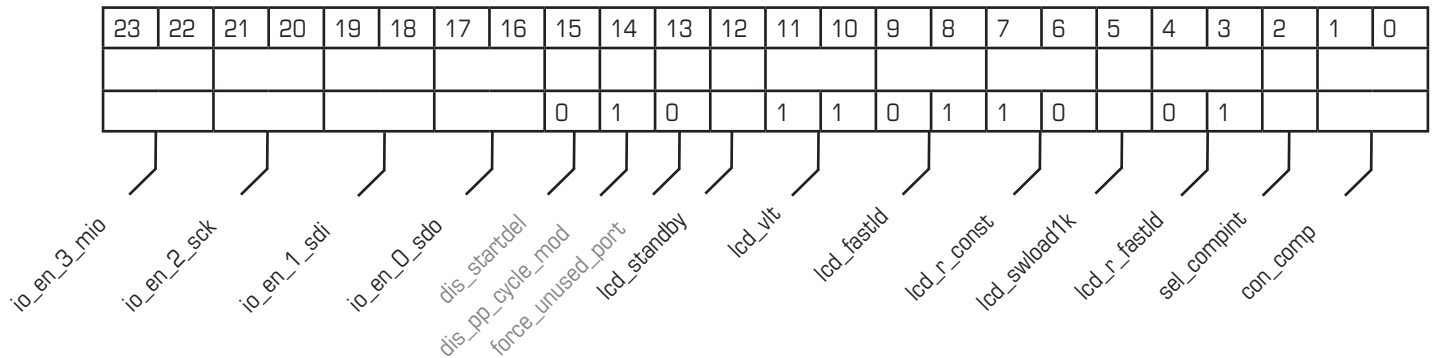 23 22 21 20 19 18 17 16 15 14 13 12 11 10 9 8 7 6 5 4 3 2 1 0
0 1 0 1 1 0 1 1 0 0 1
io_en_3_mio
io_en_2_sck
io_en_1_sdi
io_en_0_sdo
dis_startdel
dis_pp_cycle_mod
force_unused_port
lcd_standby
lcd_vlt
lcd_fastld
lcd_r_const
lcd_swload1k
lcd_r_fastld
sel_compint
con_comp